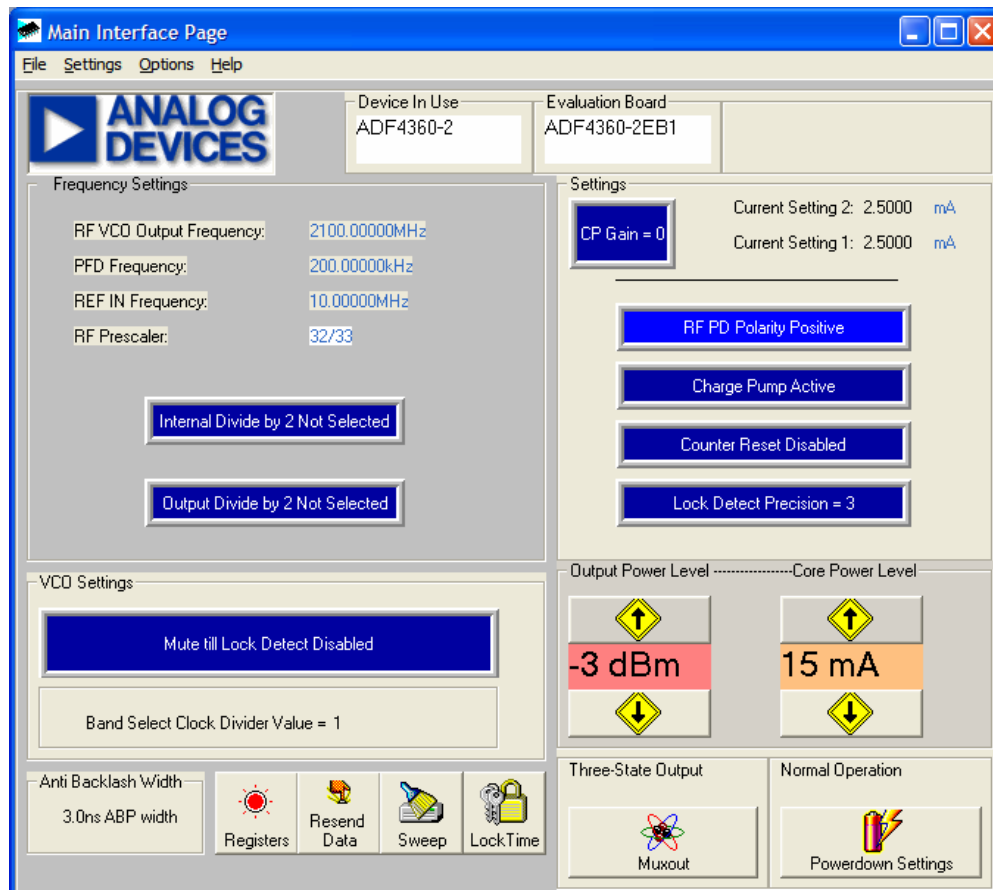 Main Interface Page
File Settings Options Help
ANALOG
DEVICES
Device In Use
ADF4360-2
Evaluation Board
ADF4360-2EB1
Frequency Settings
RF VCO Output Frequency: 2100.00000MHz
PFD Frequency: 200.00000kHz
REF IN Frequency: 10.00000MHz
RF Prescaler: 32/33
Internal Divide by 2 Not Selected
Output Divide by 2 Not Selected
Settings
CP Gain = 0
Current Setting 2: 2.5000 mA
Current Setting 1: 2.5000 mA
RF PD Polarity Positive
Charge Pump Active
Counter Reset Disabled
Lock Detect Precision = 3
VCO Settings
Mute till Lock Detect Disabled
Band Select Clock Divider Value = 1
Output Power Level -----------------Core Power Level
-3 dBm 15 mA
Anti Backlash Width
3.0ns ABP width
Registers
Resend
Data
Sweep
LockTime
Three-State Output
Muxout
Normal Operation
Powerdown Settings